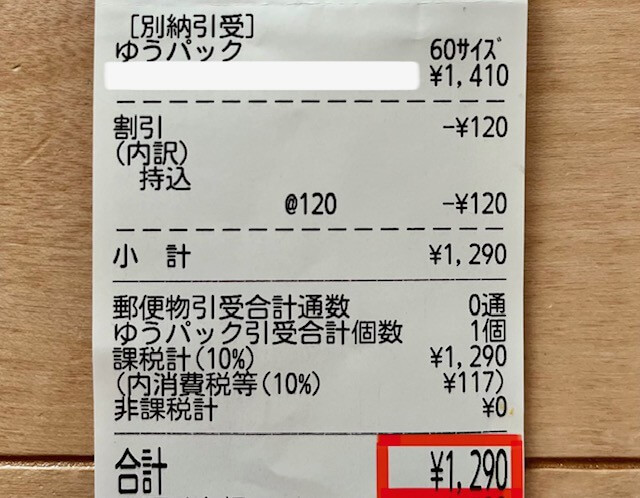 [別納引受]
ゆうパック 60サイズ
¥1,410
割引 -¥120
(内訳)
持込
@120 -¥120
小 計 ¥1,290
郵便物引受合計通数 0通
ゆうパック引受合計個数 1個
課税計(10%) ¥1,290
(内消費税等(10%) ¥117)
非課税計 ¥0
合計 ¥1,290